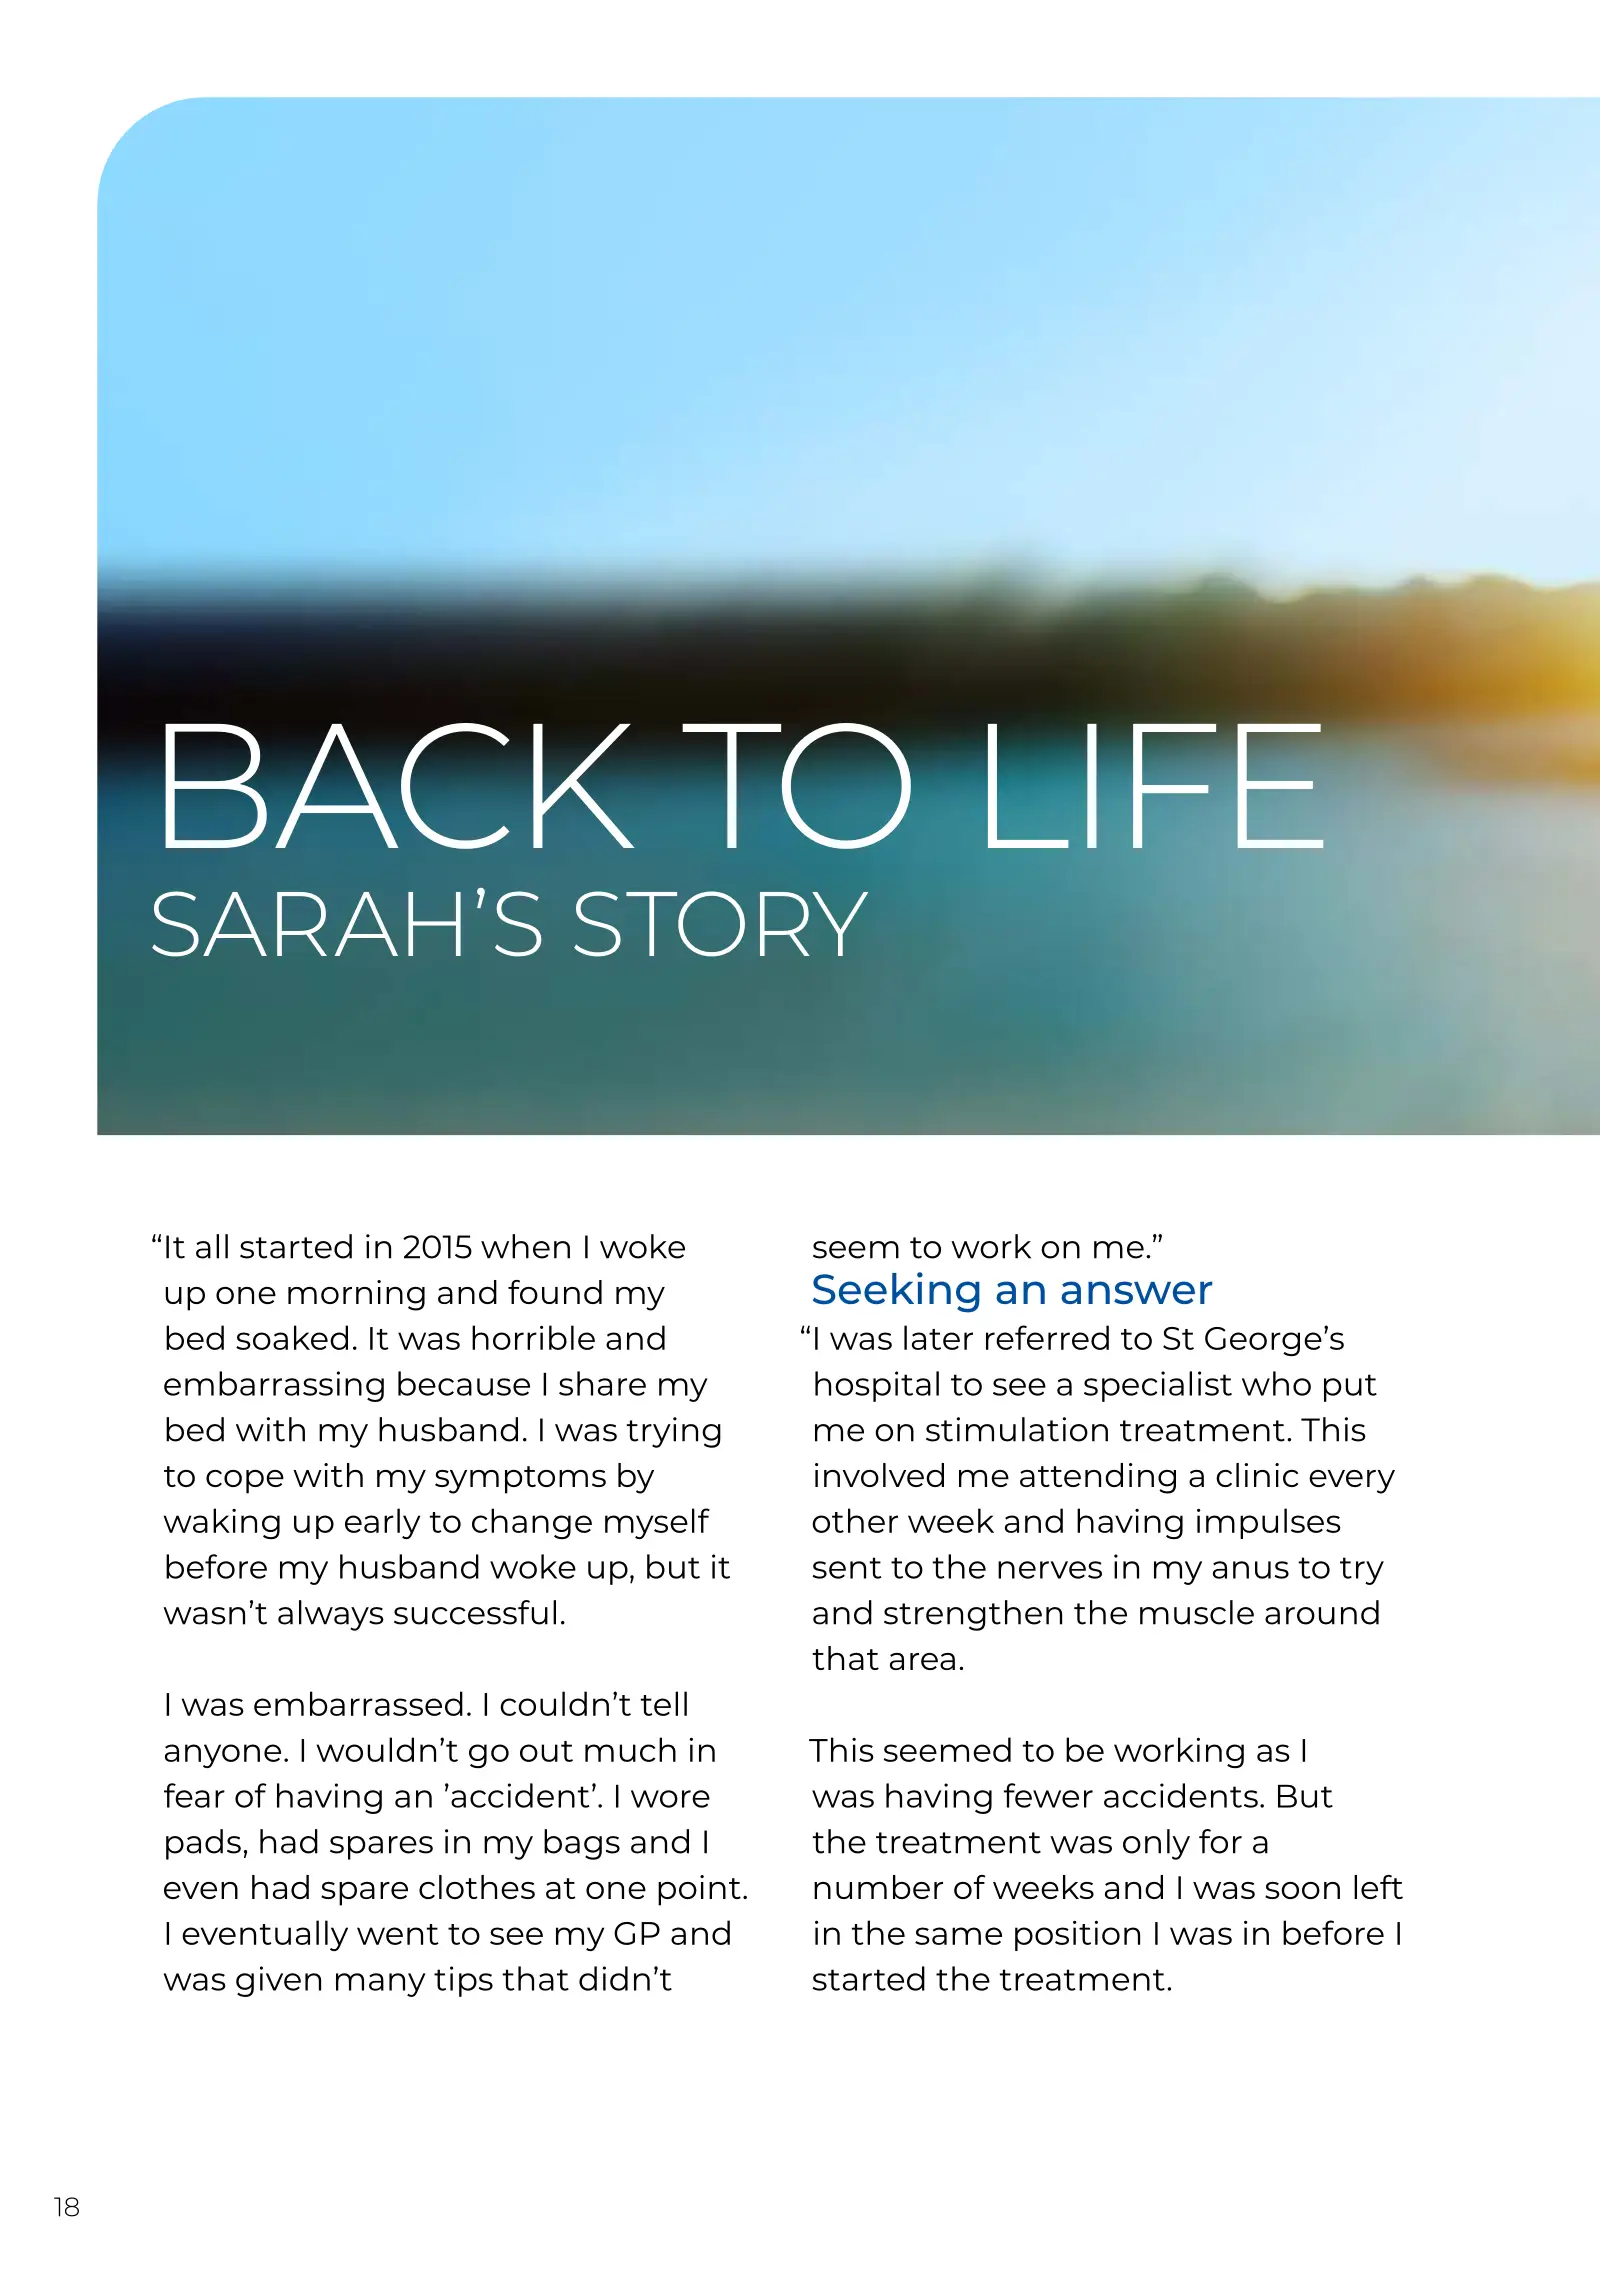 BACK TO LIFE
SARAH’S STORY
“It all started in 2015 when I woke
up one morning and found my
bed soaked. It was horrible and
embarrassing because I share my
bed with my husband. I was trying
to cope with my symptoms by
waking up early to change myself
before my husband woke up, but it
wasn’t always successful.
I was embarrassed. I couldn’t tell
anyone. I wouldn’t go out much in
fear of having an ’accident’. I wore
pads, had spares in my bags and I
even had spare clothes at one point.
I eventually went to see my GP and
was given many tips that didn’t
seem to work on me.”
Seeking an answer
“I was later referred to St George’s
hospital to see a specialist who put
me on stimulation treatment. This
involved me attending a clinic every
other week and having impulses
sent to the nerves in my anus to try
and strengthen the muscle around
that area.
This seemed to be working as I
was having fewer accidents. But
the treatment was only for a
number of weeks and I was soon left
in the same position I was in before I
started the treatment.
18